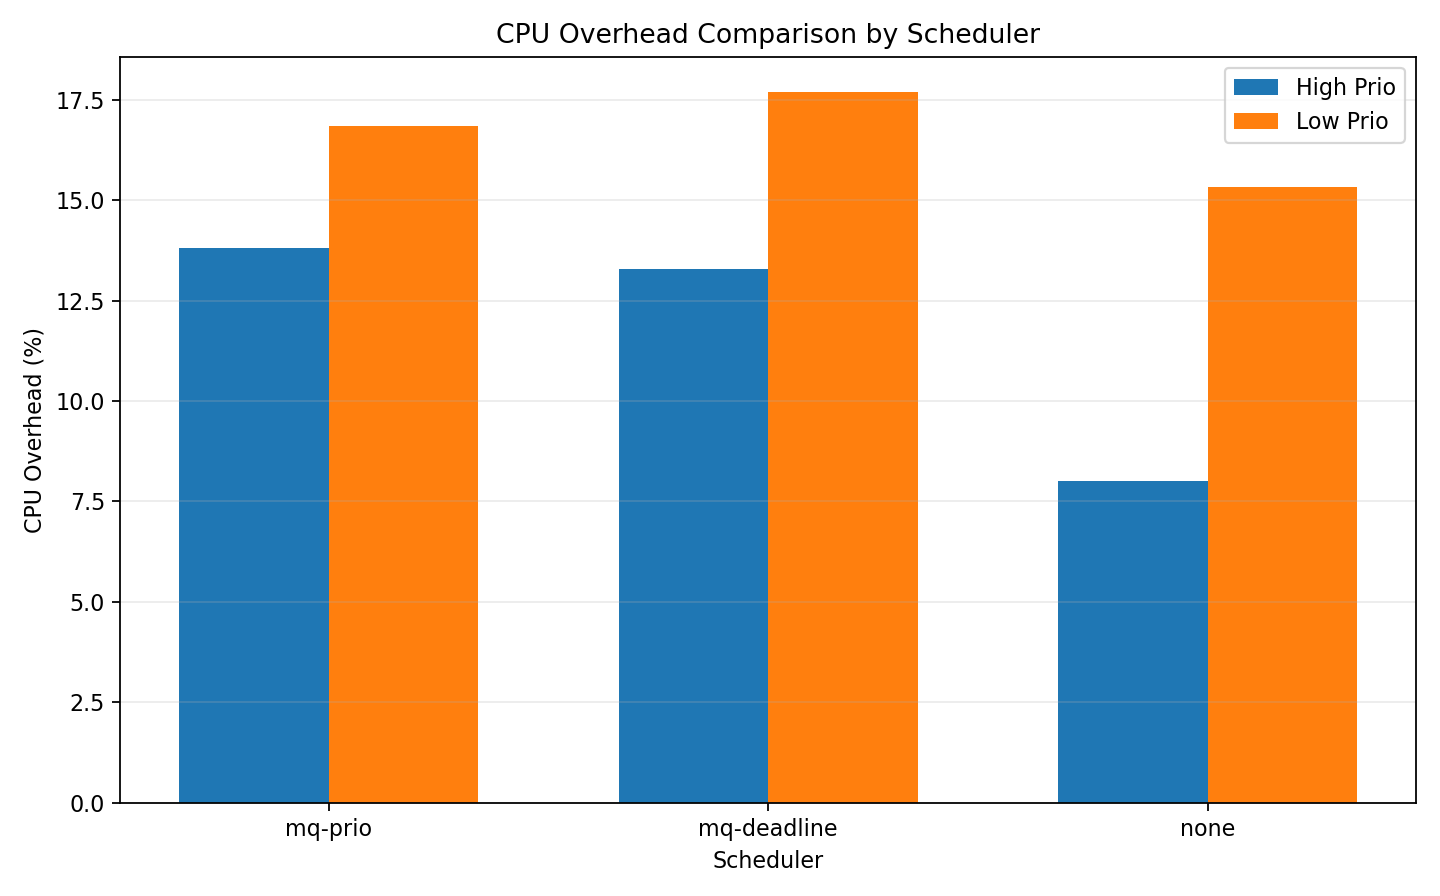 CPU Overhead Comparison by Scheduler
High Prio
Low Prio
17.5
15.0
12.5
10.0
7.5
5.0
2.5
0.0
CPU Overhead (%)
mq-prio
mq-deadline
none
Scheduler